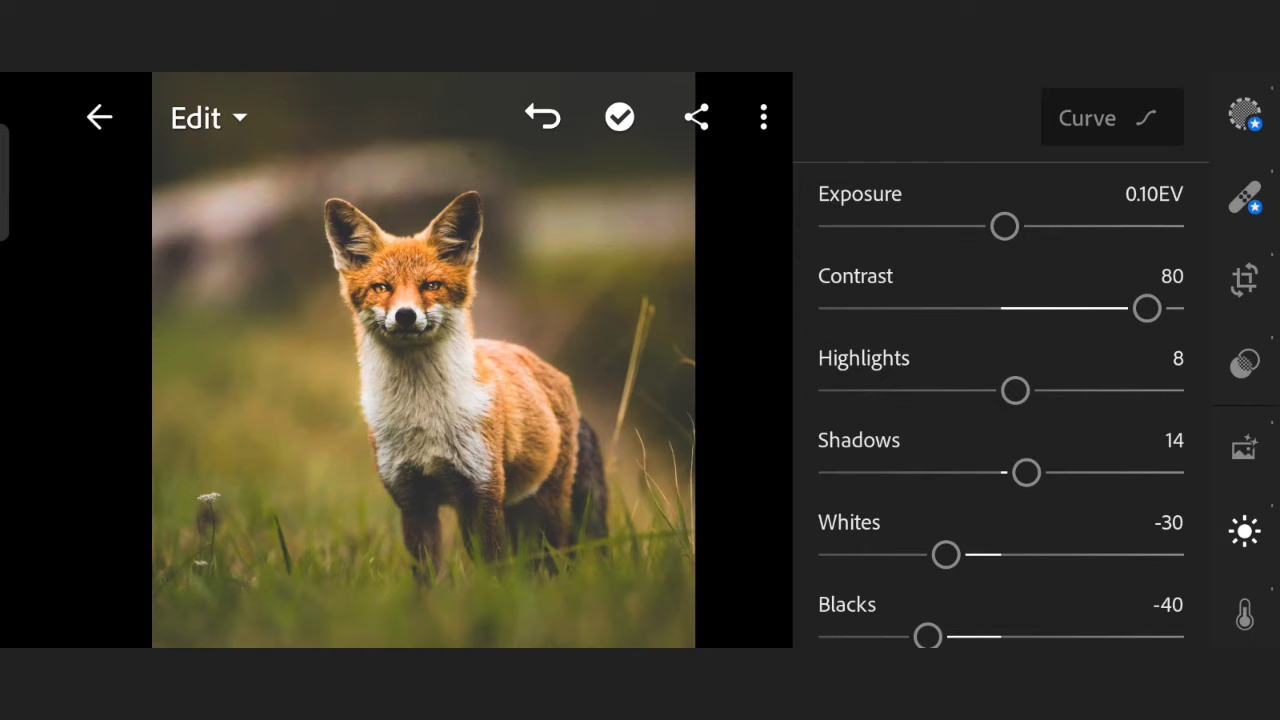 Edit
Curve
Exposure 0.10EV
Contrast 80
Highlights 8
Shadows 14
Whites -30
Blacks -40